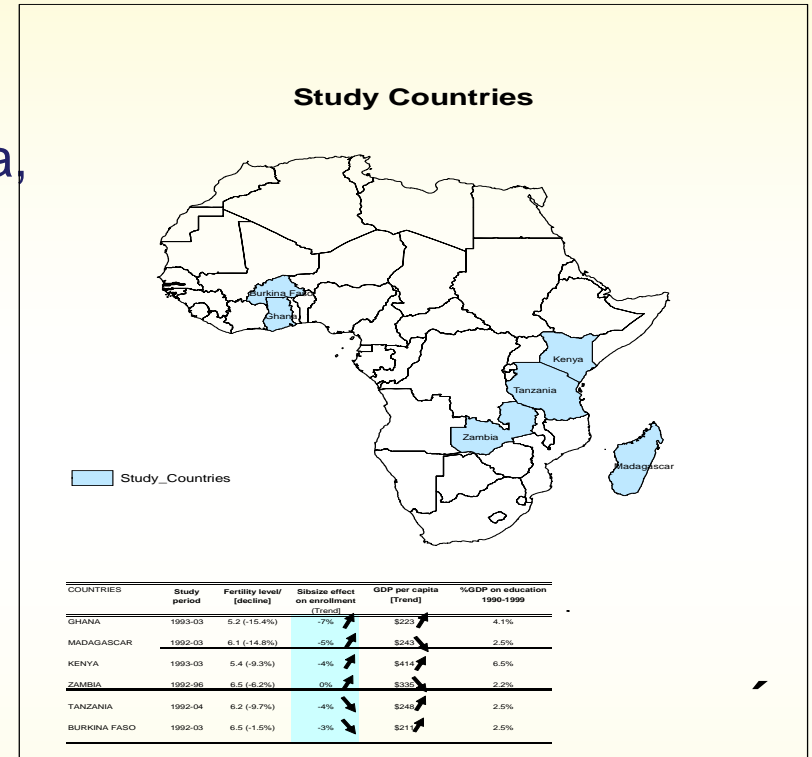 Study Countries
a,
Burkina Faso
Ghana
Kenya
Tanzania
Zambia
Madagascar
Study_Countries
COUNTRIES Study period Fertility level/ [decline] Sibsize effect on enrollment (Trend] GDP per capita [Trend] %GDP on education 1990-1999
GHANA 1993-03 5.2 (-15.4%) -7% $223 4.1%
MADAGASCAR 1992-03 6.1 (-14.8%) -5% $243 2.5%
KENYA 1993-03 5.4 (-9.3%) -4% $414 6.5%
ZAMBIA 1992-96 6.5 (-6.2%) 0% $335 2.2%
TANZANIA 1992-04 6.2 (-9.7%) -4% $248 2.5%
BURKINA FASO 1992-03 6.5 (-1.5%) -3% $211 2.5%